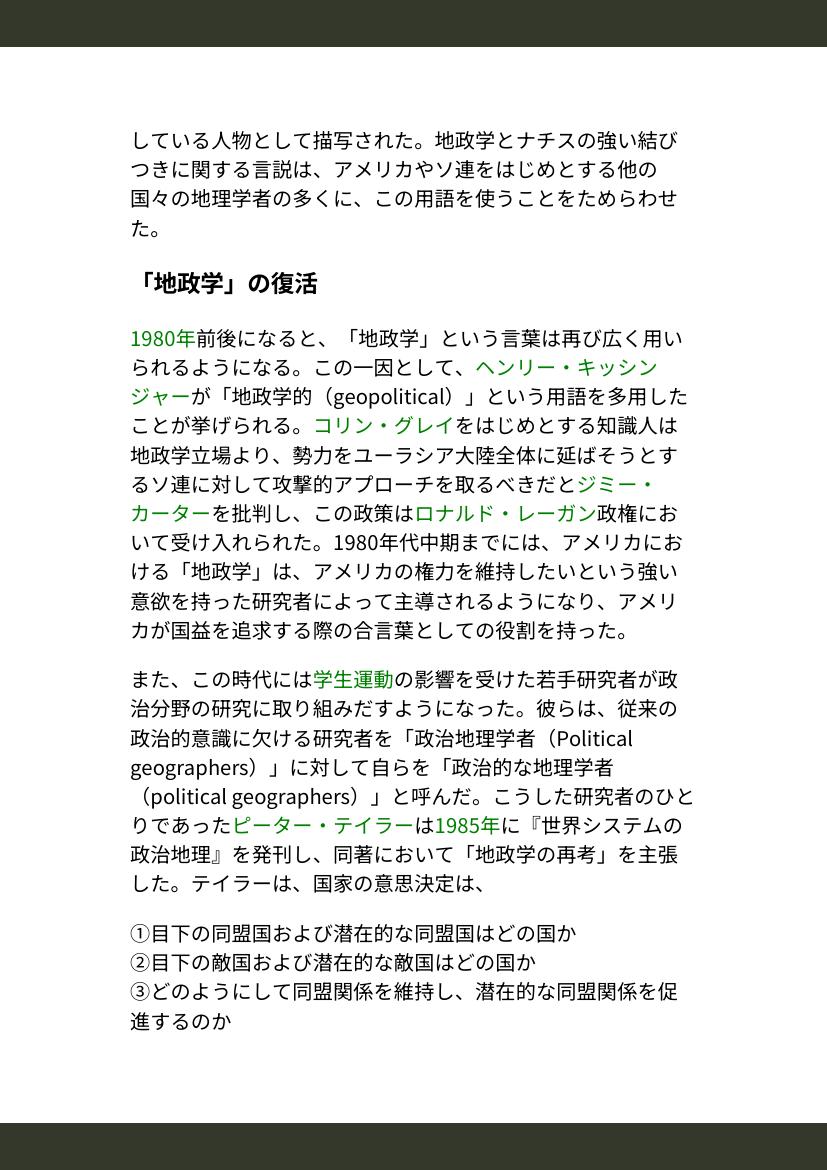 している人物として描写された。地政学とナチスの強い結び
つきに関する言説は、アメリカやソ連をはじめとする他の
国々の地理学者の多くに、この用語を使うことをためらわせ
た。
「地政学」の復活
1980年前後になると、「地政学」という言葉は再び広く用い
られるようになる。この一因として、ヘンリー・キッシン
ジャーが「地政学的（geopolitical）」という用語を多用した
ことが挙げられる。コリン・グレイをはじめとする知識人は
地政学立場より、勢力をユーラシア大陸全体に延ばそうとす
るソ連に対して攻撃的アプローチを取るべきだとジミー・
カーターを批判し、この政策はロナルド・レーガン政権にお
いて受け入れられた。1980年代中期までには、アメリカにお
ける「地政学」は、アメリカの権力を維持したいという強い
意欲を持った研究者によって主導されるようになり、アメリ
カが国益を追求する際の合言葉としての役割を持った。
また、この時代には学生運動の影響を受けた若手研究者が政
治分野の研究に取り組みだすようになった。彼らは、従来の
政治的意識に欠ける研究者を「政治地理学者（Political
geographers）」に対して自らを「政治的な地理学者
（political geographers）」と呼んだ。こうした研究者のひと
りであったピーター・テイラーは1985年に『世界システムの
政治地理』を発刊し、同著において「地政学の再考」を主張
した。テイラーは、国家の意思決定は、
①目下の同盟国および潜在的な同盟国はどの国か
②目下の敵国および潜在的な敵国はどの国か
③どのようにして同盟関係を維持し、潜在的な同盟関係を促
進するのか